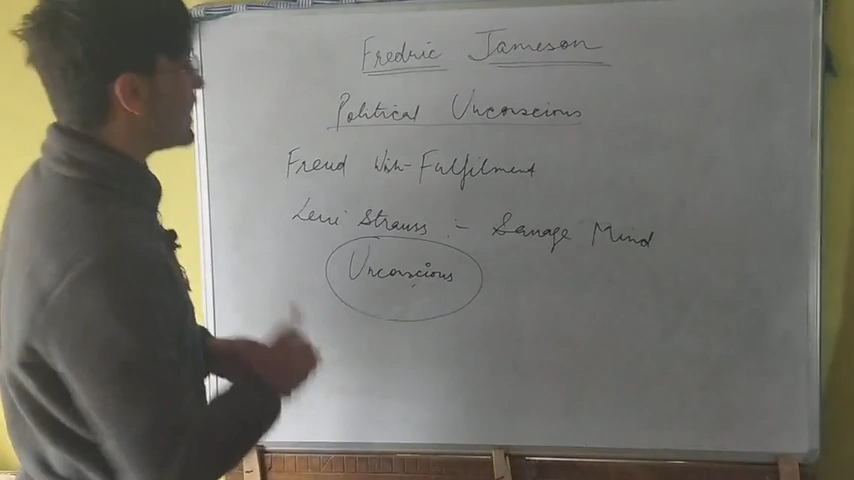 Fredric Jameson
Political Unconscious
Freud Wish-Fulfilment
Levi Strauss :- Savage Mind
Unconscious